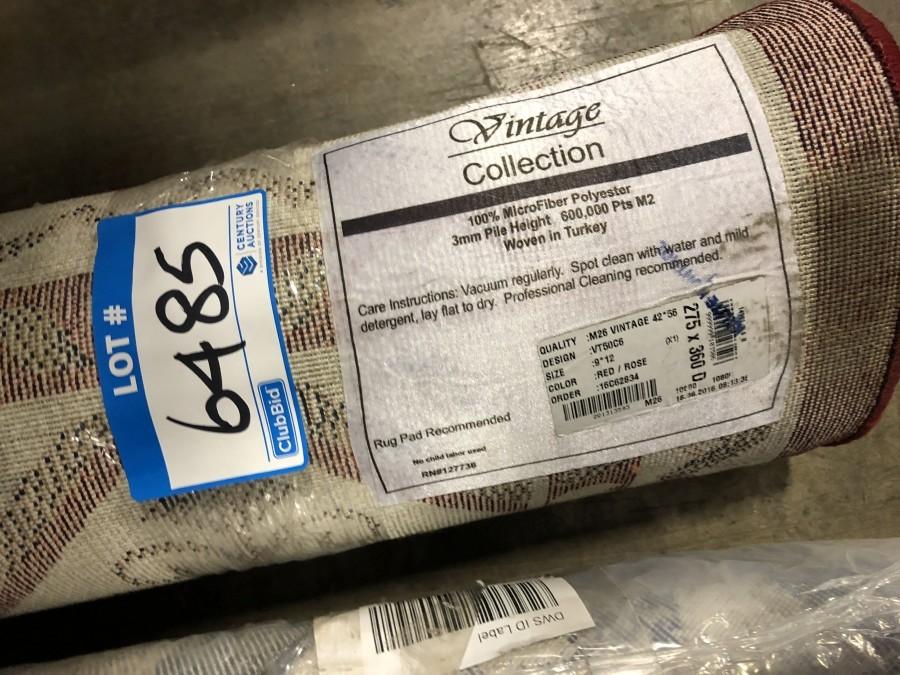 LOT #
6485
CENTURY
AUCTIONS
ClubBid
Vintage
Collection
100% MicroFiber Polyester
3mm Pile Height 600,000 Pts M2
Woven in Turkey
Care Instructions: Vacuum regularly. Spot clean with water and mild
detergent, lay flat to dry. Professional Cleaning recommended.
QUALITY :M26 VINTAGE 42*56
DESIGN :VT50C6
SIZE :9*12 (X1)
COLOR :RED / ROSE
ORDER :16C62834
M26
275 x 360 D
Rug Pad Recommended
No child labor used
RN#127738
DWS ID Label